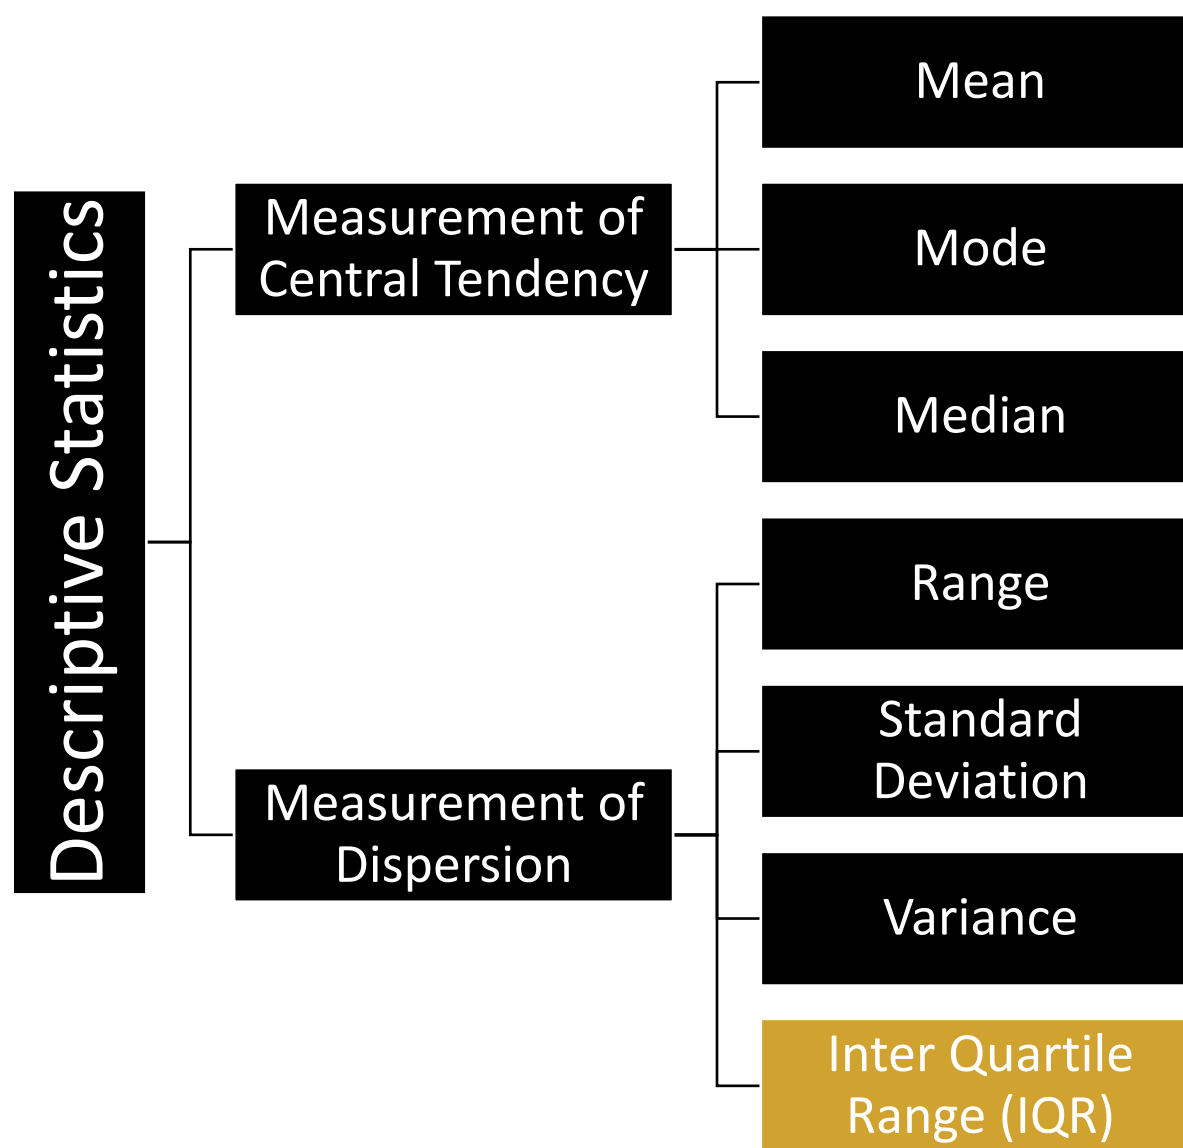 Descriptive Statistics
Measurement of
Central Tendency
Mean
Mode
Median
Measurement of
Dispersion
Range
Standard
Deviation
Variance
Inter Quartile
Range (IQR)